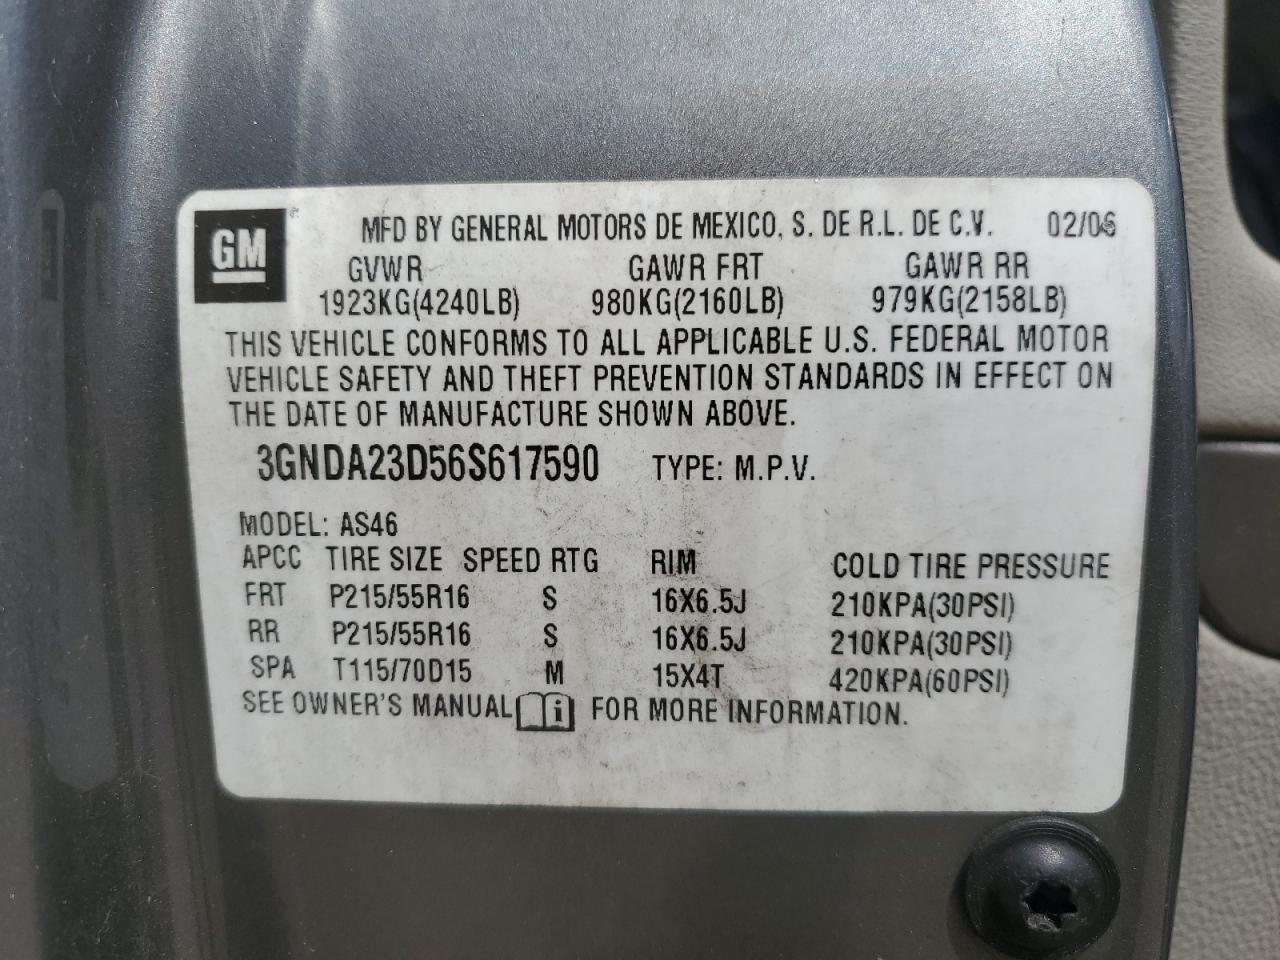 GM MFD BY GENERAL MOTORS DE MEXICO, S. DE R.L. DE C.V. 02/06
GVWR GAWR FRT GAWR RR
1923KG(4240LB) 980KG(2160LB) 979KG(2158LB)
THIS VEHICLE CONFORMS TO ALL APPLICABLE U.S. FEDERAL MOTOR
VEHICLE SAFETY AND THEFT PREVENTION STANDARDS IN EFFECT ON
THE DATE OF MANUFACTURE SHOWN ABOVE.
3GNDA23D56S617590 TYPE: M.P.V.
MODEL: AS46
APCC TIRE SIZE SPEED RTG RIM COLD TIRE PRESSURE
FRT P215/55R16 S 16X6.5J 210KPA(30PSI)
RR P215/55R16 S 16X6.5J 210KPA(30PSI)
SPA T115/70D15 M 15X4T 420KPA(60PSI)
SEE OWNER'S MANUAL i FOR MORE INFORMATION.